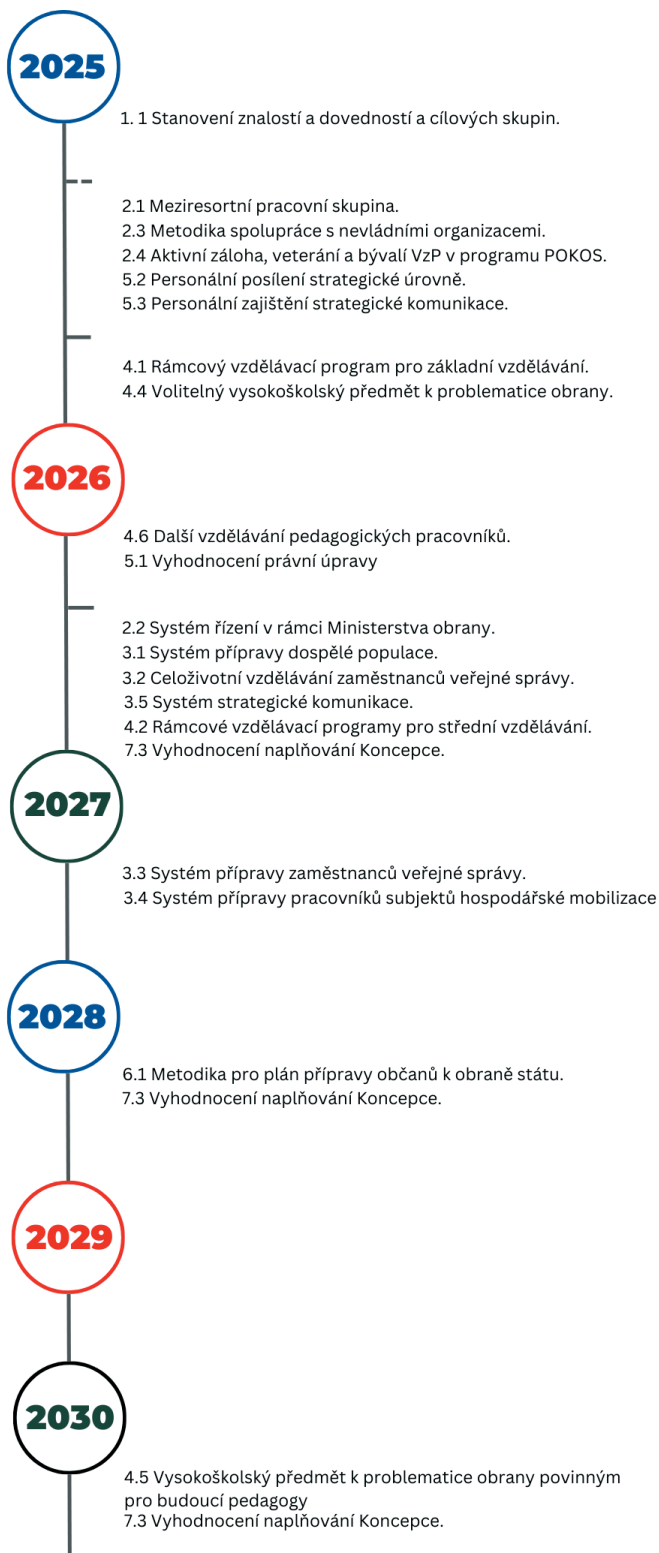 2025
1. 1 Stanovení znalostí a dovedností a cílových skupin.
2.1 Meziresortní pracovní skupina.
2.3 Metodika spolupráce s nevládními organizacemi.
2.4 Aktivní záloha, veteráni a bývalí VzP v programu POKOS.
5.2 Personální posílení strategické úrovně.
5.3 Personální zajištění strategické komunikace.
4.1 Rámcový vzdělávací program pro základní vzdělávání.
4.4 Volitelný vysokoškolský předmět k problematice obrany.
2026
4.6 Další vzdělávání pedagogických pracovníků.
5.1 Vyhodnocení právní úpravy
2.2 Systém řízení v rámci Ministerstva obrany.
3.1 Systém přípravy dospělé populace.
3.2 Celoživotní vzdělávání zaměstnanců veřejné správy.
3.5 Systém strategické komunikace.
4.2 Rámcové vzdělávací programy pro střední vzdělávání.
7.3 Vyhodnocení naplňování Koncepce.
2027
3.3 Systém přípravy zaměstnanců veřejné správy.
3.4 Systém přípravy pracovníků subjektů hospodářské mobilizace
2028
6.1 Metodika pro plán přípravy občanů k obraně státu.
7.3 Vyhodnocení naplňování Koncepce.
2029
2030
4.5 Vysokoškolský předmět k problematice obrany povinným
pro budoucí pedagogy
7.3 Vyhodnocení naplňování Koncepce.